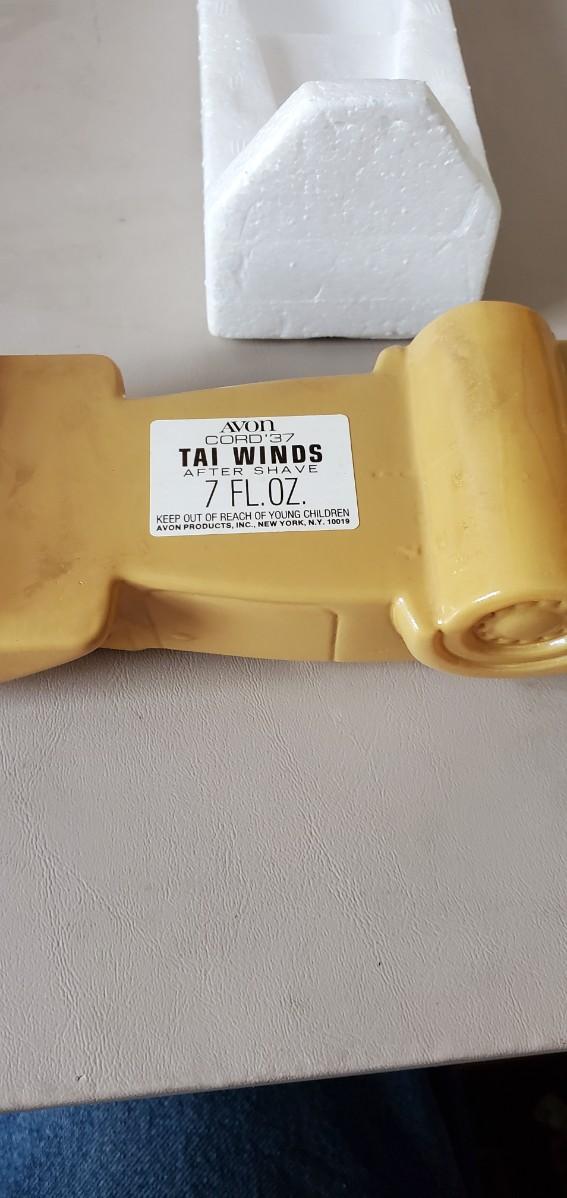 AVON
CORD '37
TAI WINDS
AFTER SHAVE
7 FL. OZ.
KEEP OUT OF REACH OF YOUNG CHILDREN
AVON PRODUCTS, INC., NEW YORK, N.Y. 10019